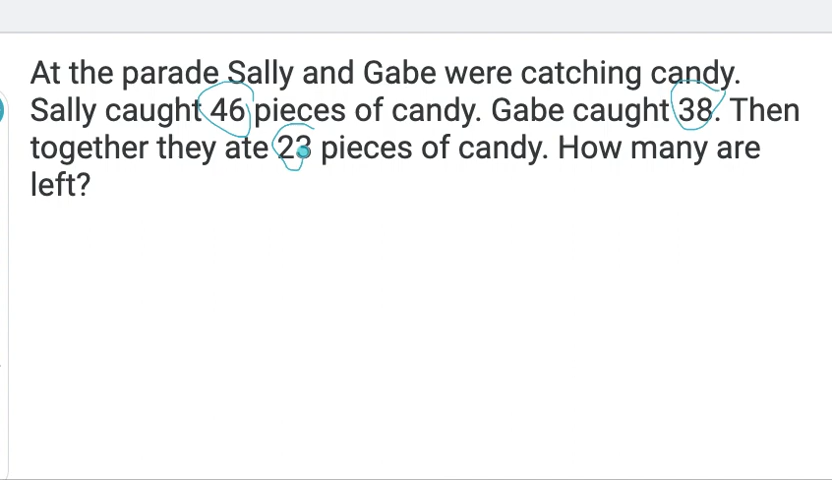 At the parade Sally and Gabe were catching candy.
Sally caught 46 pieces of candy. Gabe caught 38. Then
together they ate 23 pieces of candy. How many are
left?